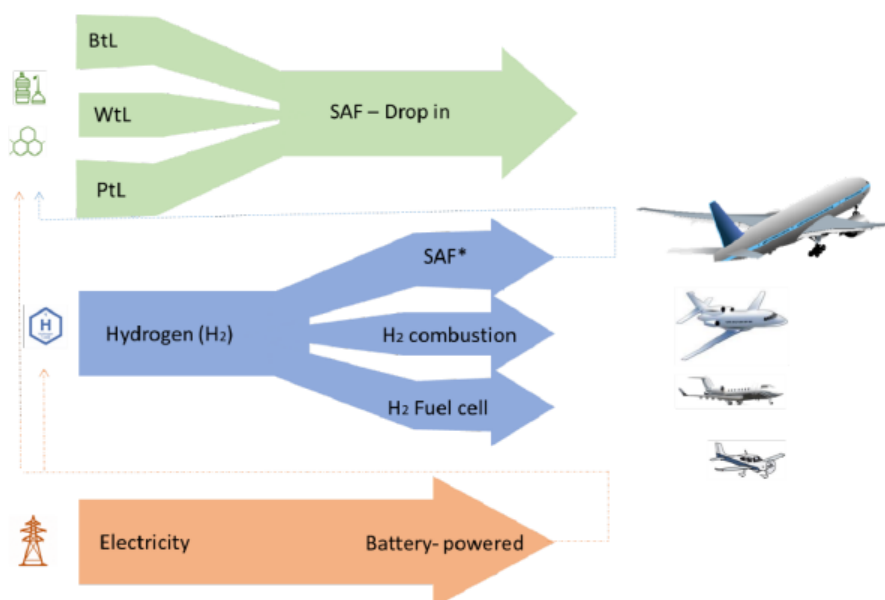 BtL
WtL
SAF – Drop in
PtL
SAF*
H
Hydrogen (H2)
H2 combustion
H2 Fuel cell
Electricity
Battery- powered